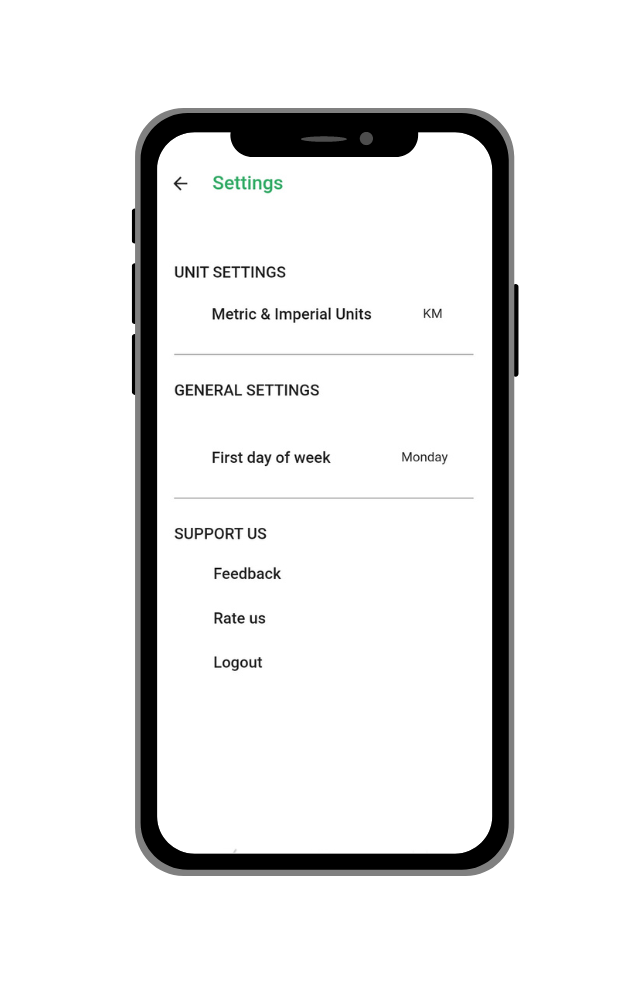 Settings
UNIT SETTINGS
Metric & Imperial Units KM
GENERAL SETTINGS
First day of week Monday
SUPPORT US
Feedback
Rate us
Logout